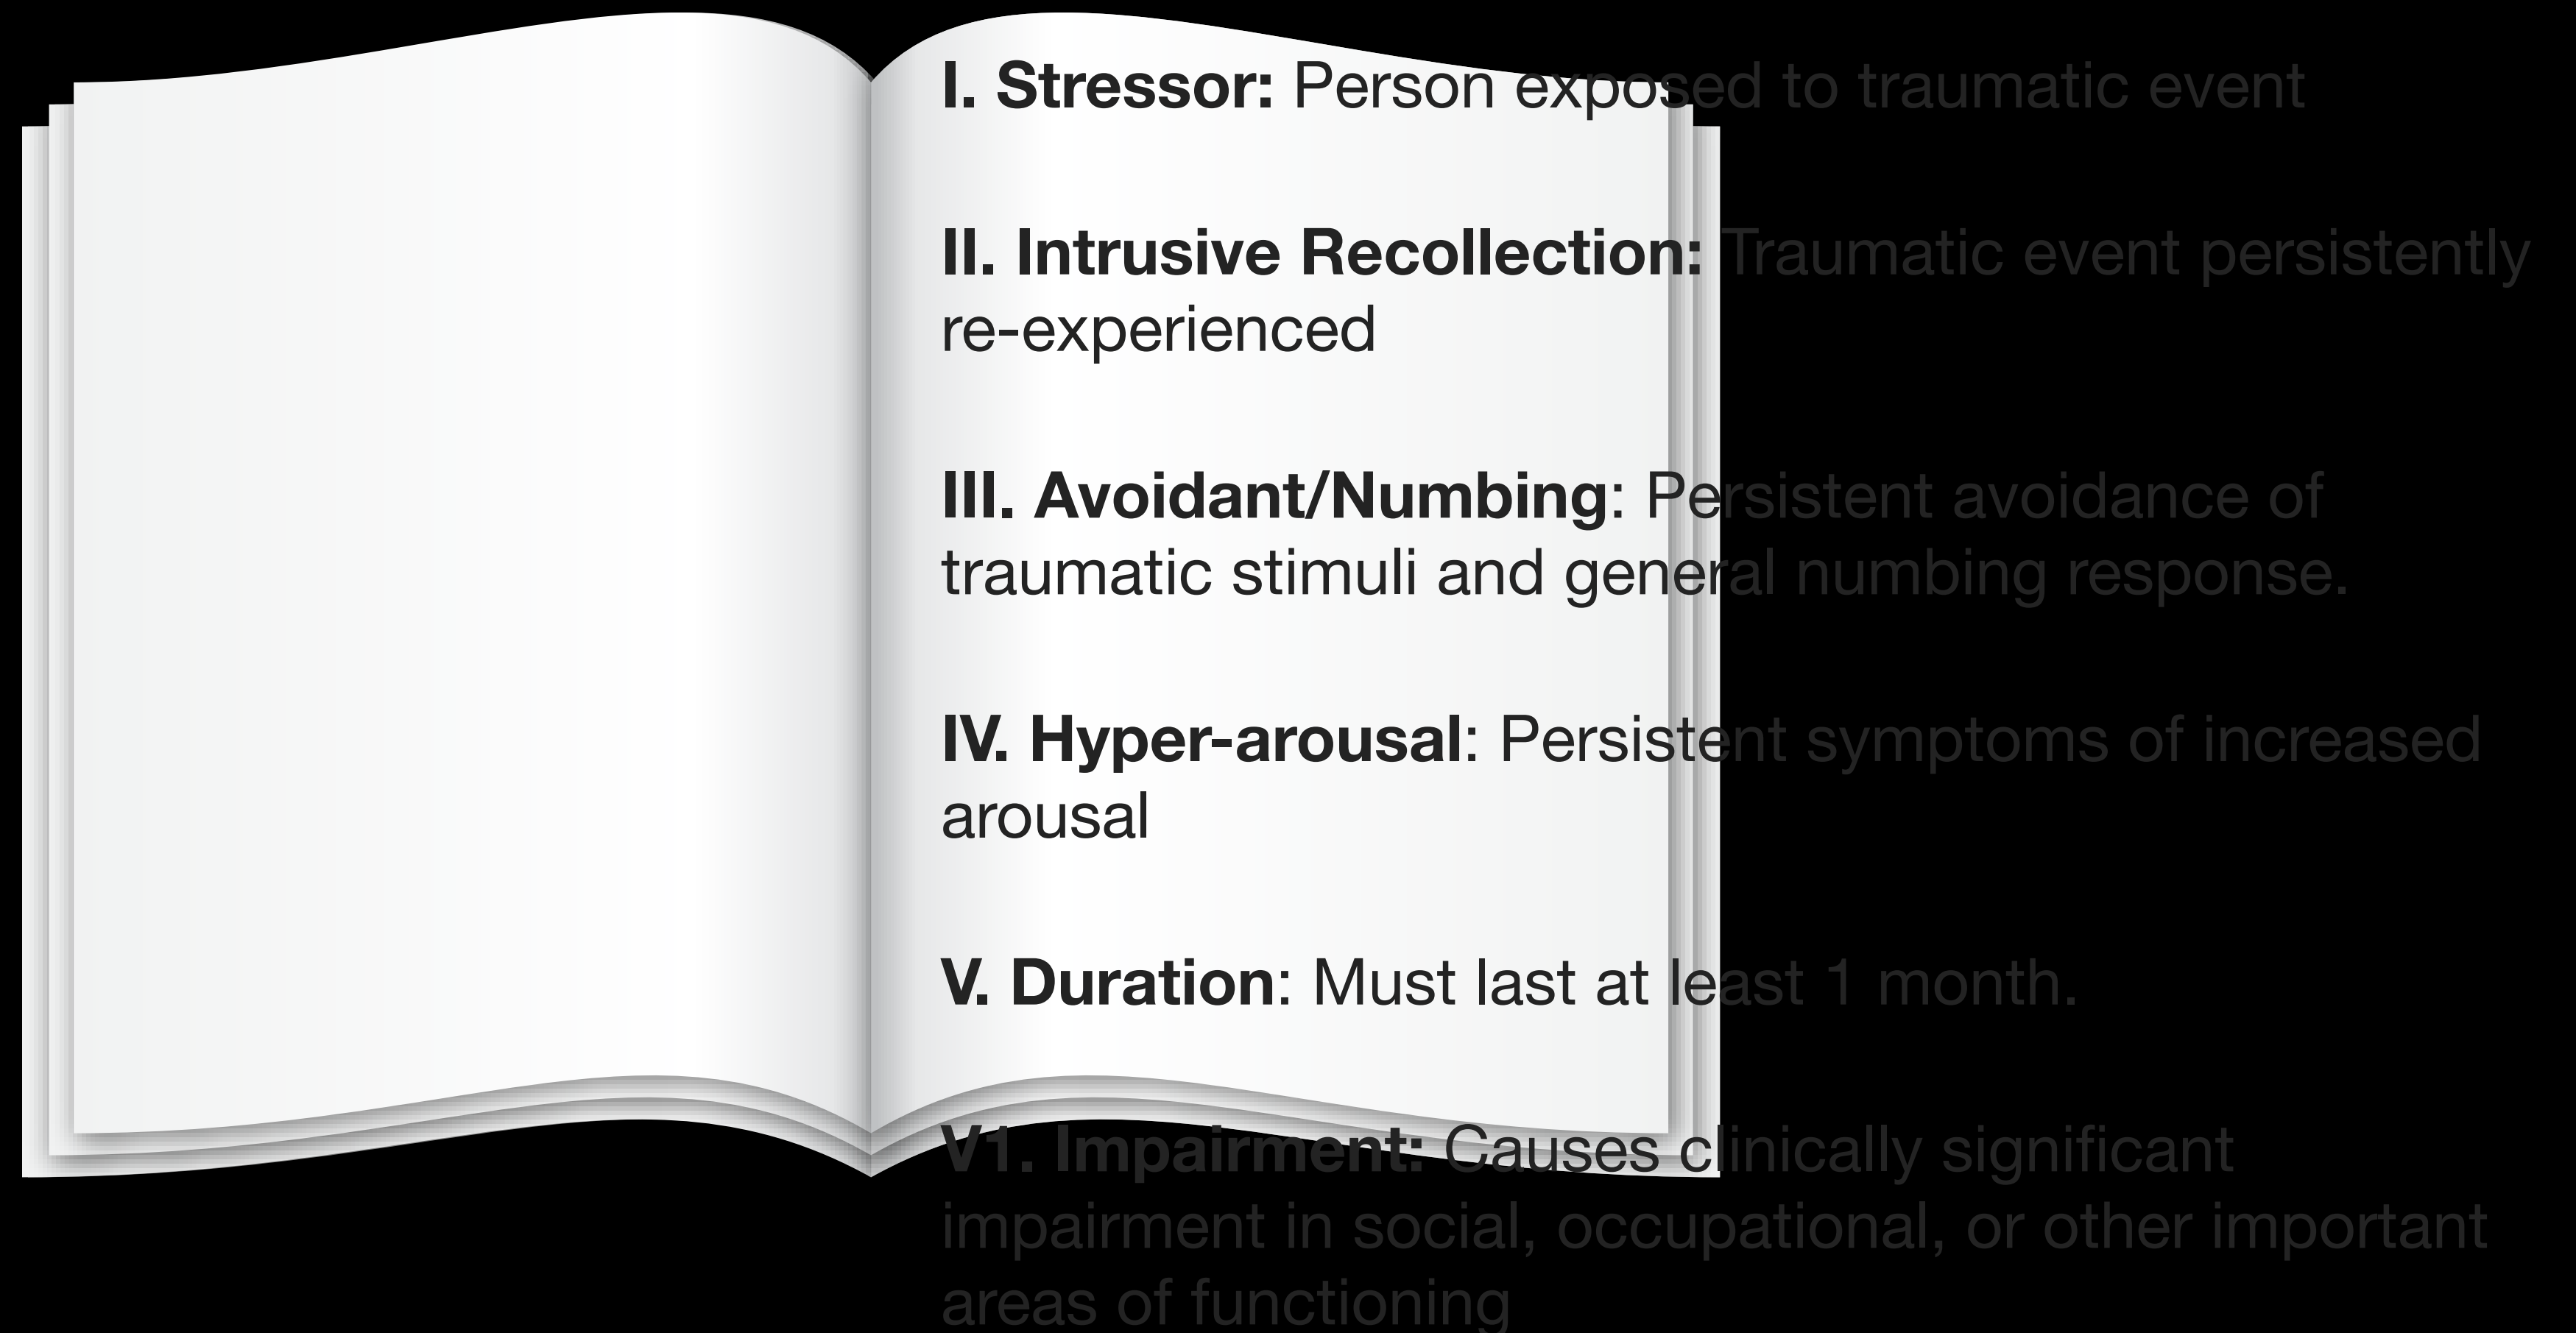 I. Stressor: Person exposed to traumatic event
II. Intrusive Recollection: Traumatic event persistently
re-experienced
III. Avoidant/Numbing: Persistent avoidance of
traumatic stimuli and general numbing response.
IV. Hyper-arousal: Persistent symptoms of increased
arousal
V. Duration: Must last at least 1 month.
V1. Impairment: Causes clinically significant
impairment in social, occupational, or other important
areas of functioning